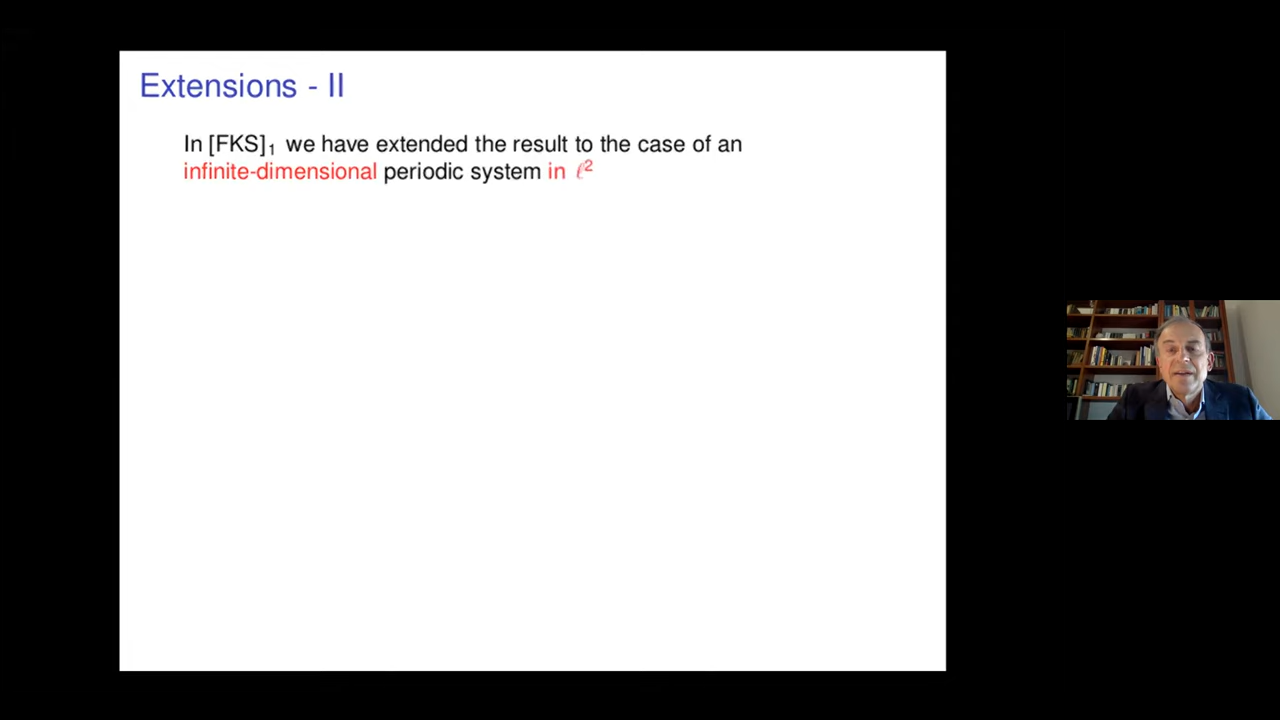 Extensions - II
In [FKS]₁ we have extended the result to the case of an
infinite-dimensional periodic system in ℓ²